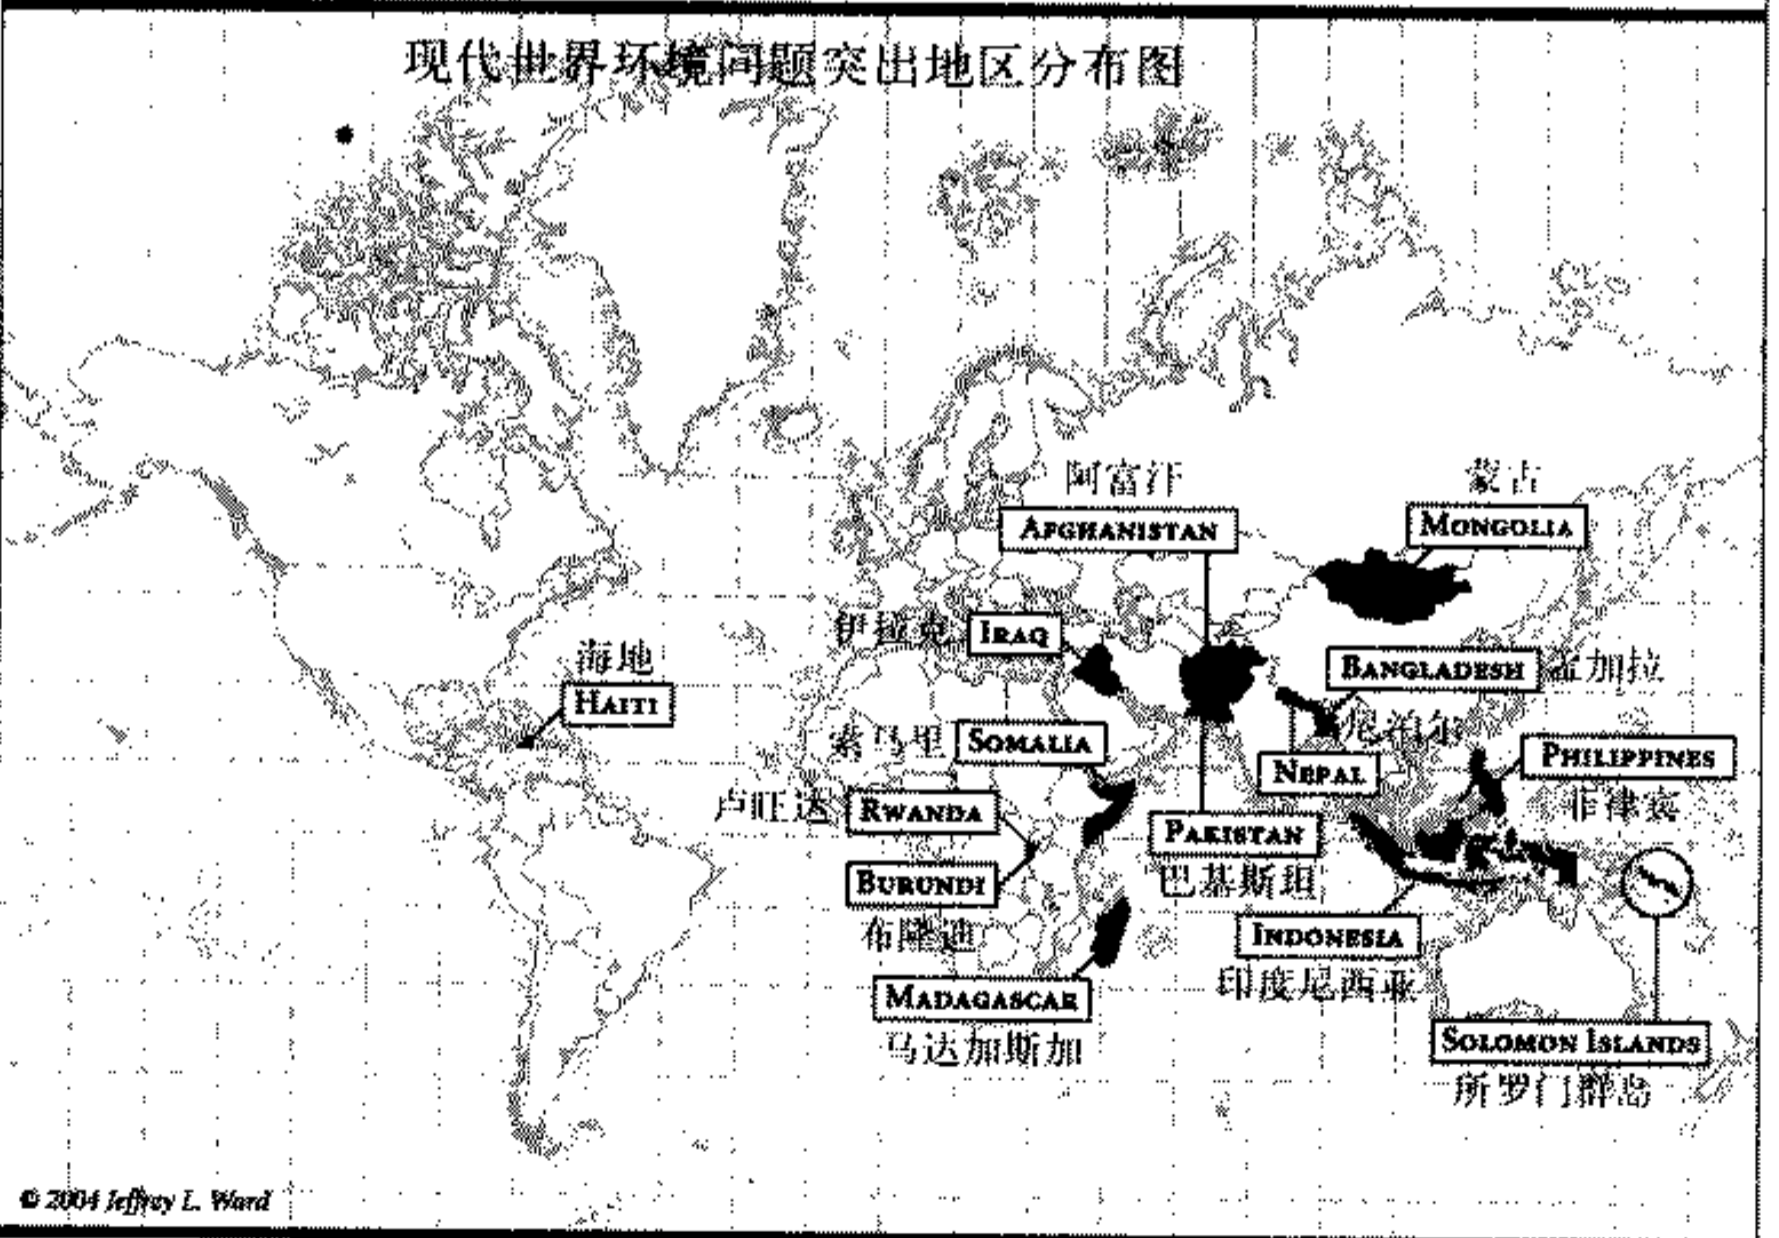 现代世界环境问题突出地区分布图
阿富汗
AFGHANISTAN
蒙古
MONGOLIA
伊拉克
IRAQ
海地
HAITI
BANGLADESH
孟加拉
索马里
SOMALIA
尼泊尔
NEPAL
PHILIPPINES
菲律宾
卢旺达
RWANDA
PAKISTAN
巴基斯坦
BURUNDI
布隆迪
INDONESIA
印度尼西亚
MADAGASCAR
马达加斯加
SOLOMON ISLANDS
所罗门群岛
© 2004 Jeffrey L. Ward